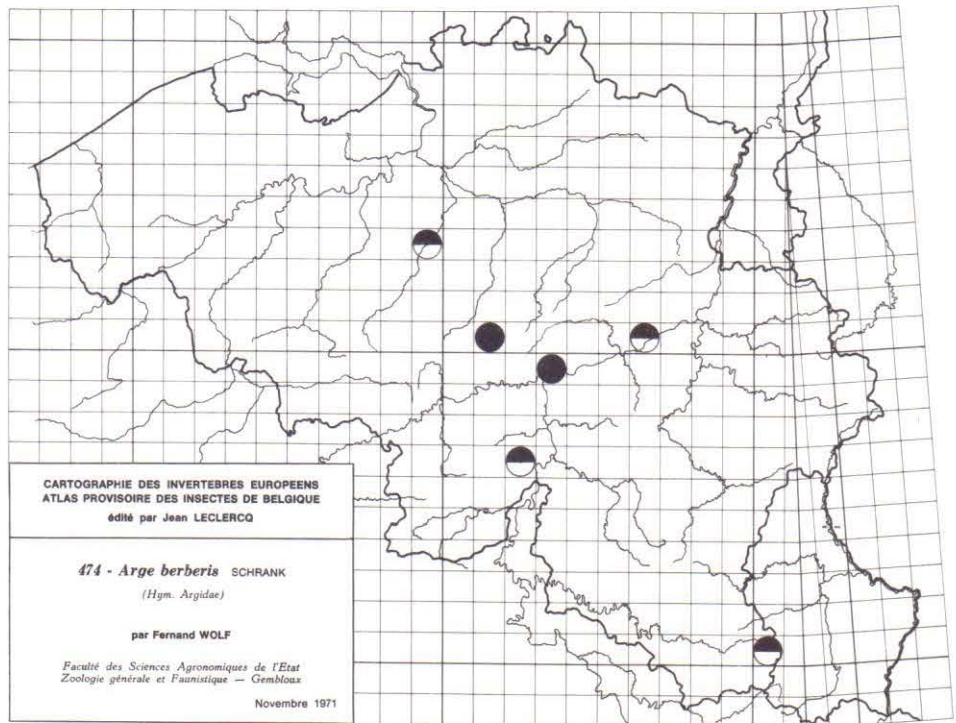 CARTOGRAPHIE DES INVERTEBRES EUROPEENS
ATLAS PROVISOIRE DES INSECTES DE BELGIQUE
édité par Jean LECLERCQ
474 - Arge berberis SCHRANK
(Hym. Argidae)
par Fernand WOLF
Faculté des Sciences Agronomiques de l'Etat
Zoologie générale et Faunistique — Gembloux
Novembre 1971